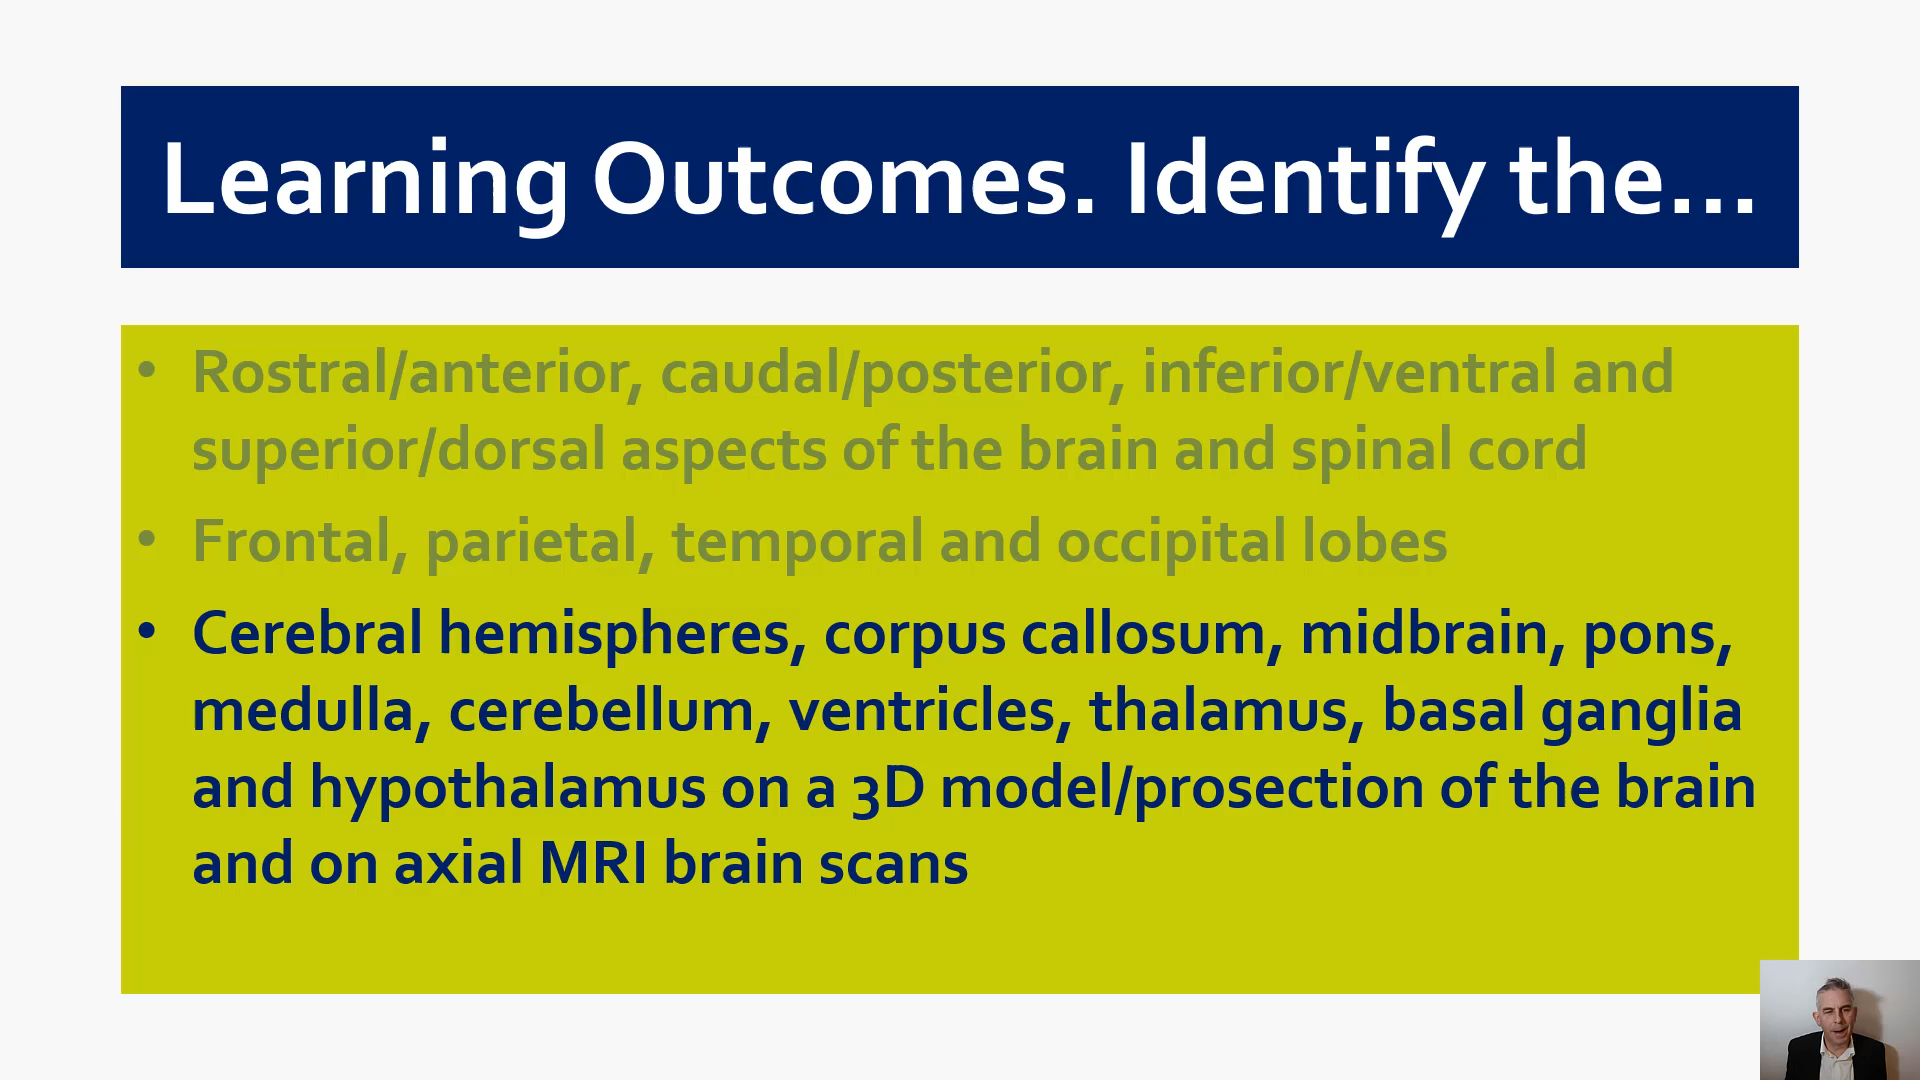 Learning Outcomes. Identify the...
• Rostral/anterior, caudal/posterior, inferior/ventral and
superior/dorsal aspects of the brain and spinal cord
• Frontal, parietal, temporal and occipital lobes
• Cerebral hemispheres, corpus callosum, midbrain, pons,
medulla, cerebellum, ventricles, thalamus, basal ganglia
and hypothalamus on a 3D model/prosection of the brain
and on axial MRI brain scans